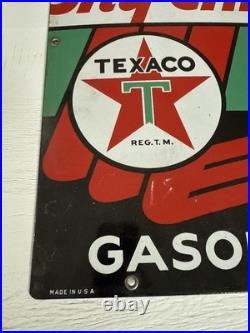 TEXACO
T
REG. T. M.
GASO
MADE IN U.S.A